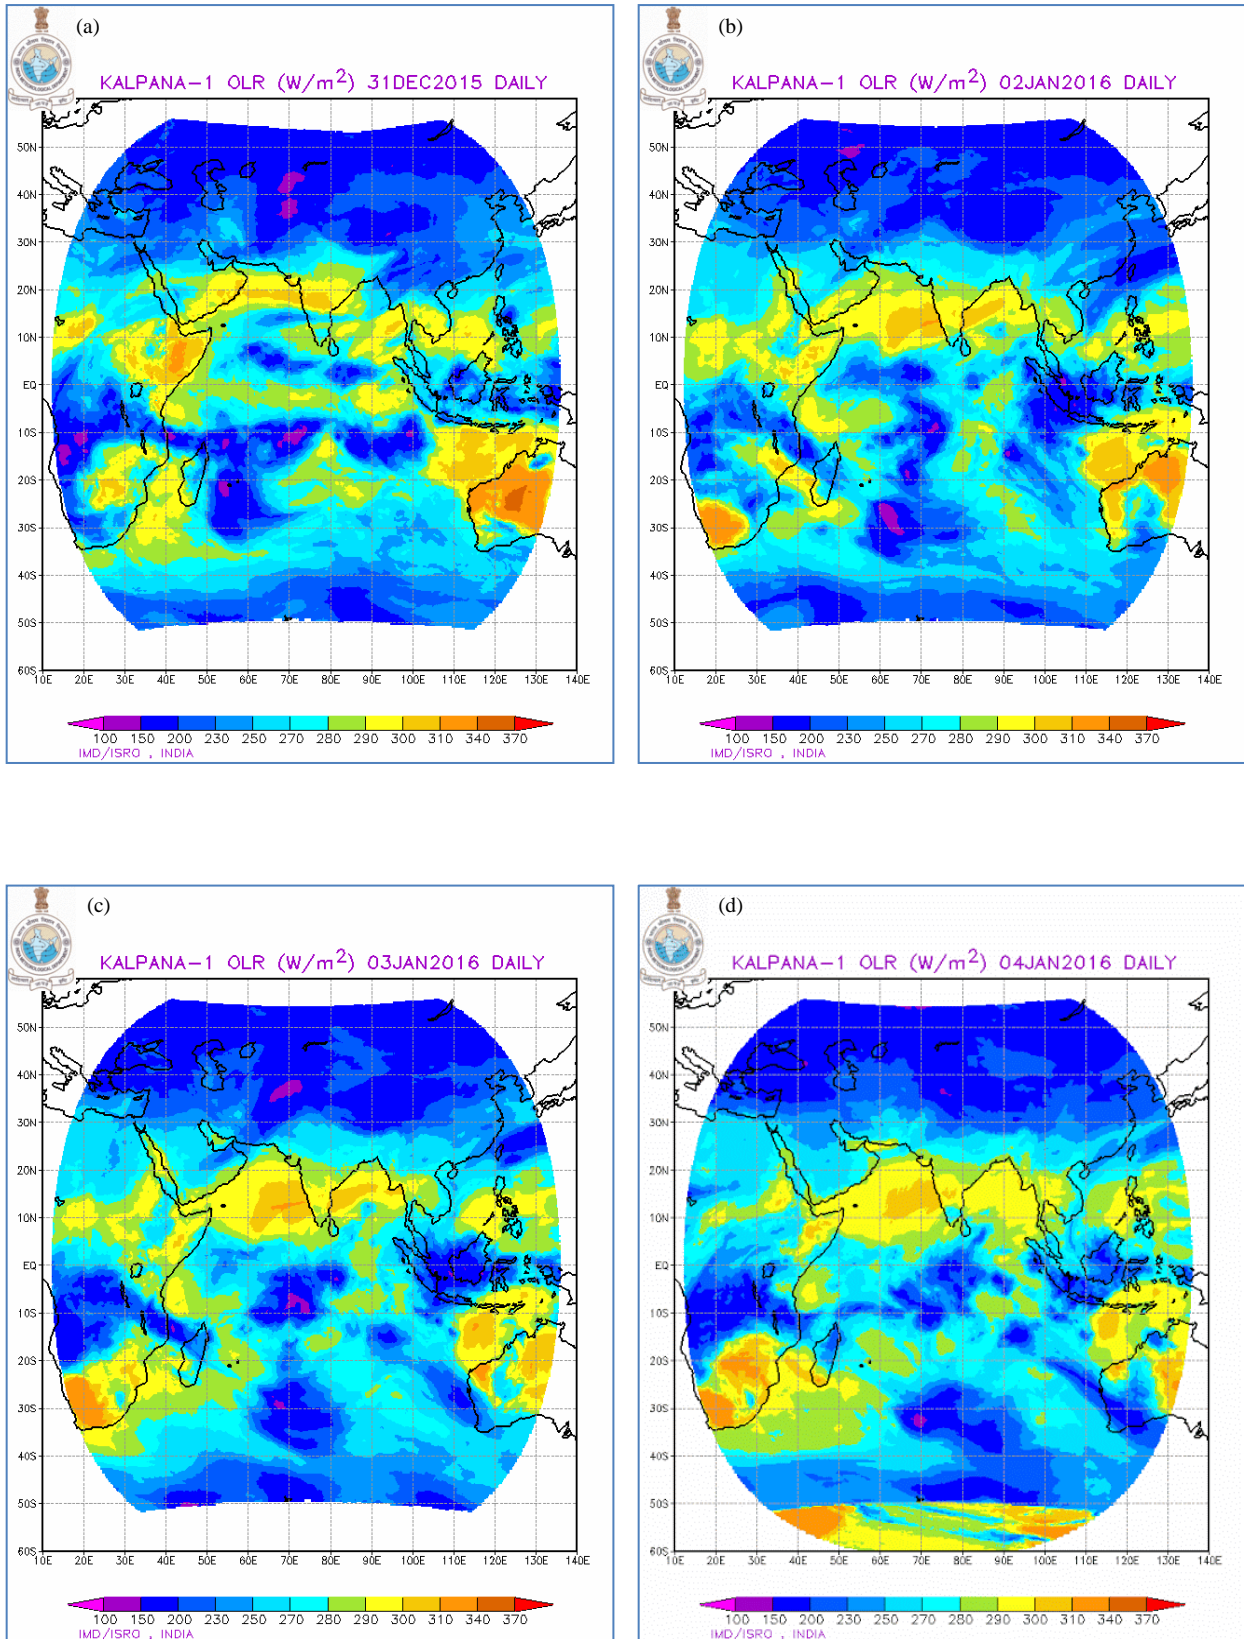 (a)
KALPANA-1 OLR (W/m²) 31DEC2015 DAILY
50N
40N
30N
20N
10N
EQ
10S
20S
30S
40S
50S
60S
10E 20E 30E 40E 50E 60E 70E 80E 90E 100E 110E 120E 130E 140E
100 150 200 230 250 270 280 290 300 310 340 370
IMD/ISRO , INDIA
(b)
KALPANA-1 OLR (W/m²) 02JAN2016 DAILY
50N
40N
30N
20N
10N
EQ
10S
20S
30S
40S
50S
60S
10E 20E 30E 40E 50E 60E 70E 80E 90E 100E 110E 120E 130E 140E
100 150 200 230 250 270 280 290 300 310 340 370
IMD/ISRO , INDIA
(c)
KALPANA-1 OLR (W/m²) 03JAN2016 DAILY
50N
40N
30N
20N
10N
EQ
10S
20S
30S
40S
50S
60S
10E 20E 30E 40E 50E 60E 70E 80E 90E 100E 110E 120E 130E 140E
100 150 200 230 250 270 280 290 300 310 340 370
IMD/ISRO , INDIA
(d)
KALPANA-1 OLR (W/m²) 04JAN2016 DAILY
50N
40N
30N
20N
10N
EQ
10S
20S
30S
40S
50S
60S
10E 20E 30E 40E 50E 60E 70E 80E 90E 100E 110E 120E 130E 140E
100 150 200 230 250 270 280 290 300 310 340 370
IMD/ISRO , INDIA